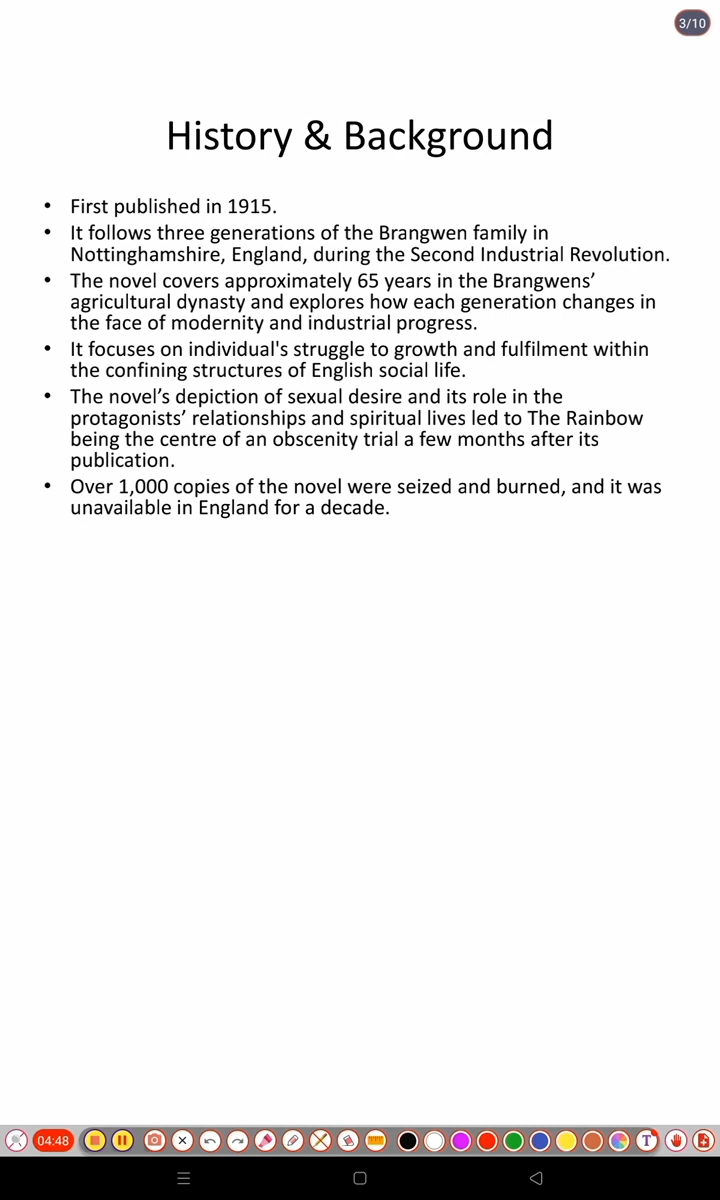 3/10
History & Background
• First published in 1915.
• It follows three generations of the Brangwen family in
Nottinghamshire, England, during the Second Industrial Revolution.
• The novel covers approximately 65 years in the Brangwens’
agricultural dynasty and explores how each generation changes in
the face of modernity and industrial progress.
• It focuses on individual's struggle to growth and fulfilment within
the confining structures of English social life.
• The novel’s depiction of sexual desire and its role in the
protagonists’ relationships and spiritual lives led to The Rainbow
being the centre of an obscenity trial a few months after its
publication.
• Over 1,000 copies of the novel were seized and burned, and it was
unavailable in England for a decade.
04:48
T